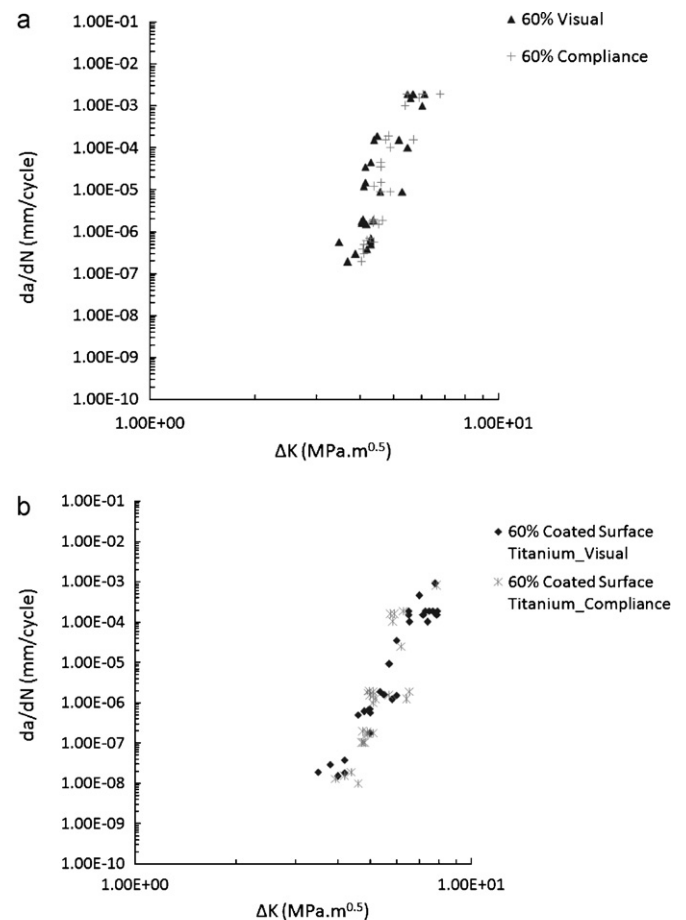 a
60% Visual
60% Compliance
1.00E-01
1.00E-02
1.00E-03
1.00E-04
1.00E-05
1.00E-06
1.00E-07
1.00E-08
1.00E-09
1.00E-10
da/dN (mm/cycle)
1.00E+00
1.00E+01
ΔK (MPa.m^0.5)
b
60% Coated Surface
Titanium_Visual
60% Coated Surface
Titanium_Compliance
1.00E-01
1.00E-02
1.00E-03
1.00E-04
1.00E-05
1.00E-06
1.00E-07
1.00E-08
1.00E-09
1.00E-10
da/dN (mm/cycle)
1.00E+00
1.00E+01
ΔK (MPa.m^0.5)